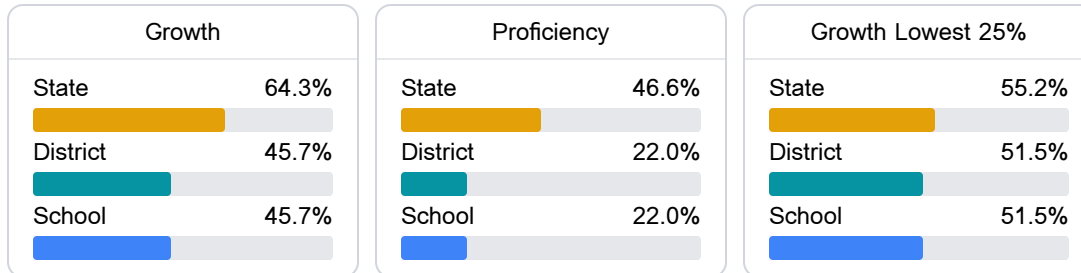 Growth
State 64.3%
District 45.7%
School 45.7%
Proficiency
State 46.6%
District 22.0%
School 22.0%
Growth Lowest 25%
State 55.2%
District 51.5%
School 51.5%